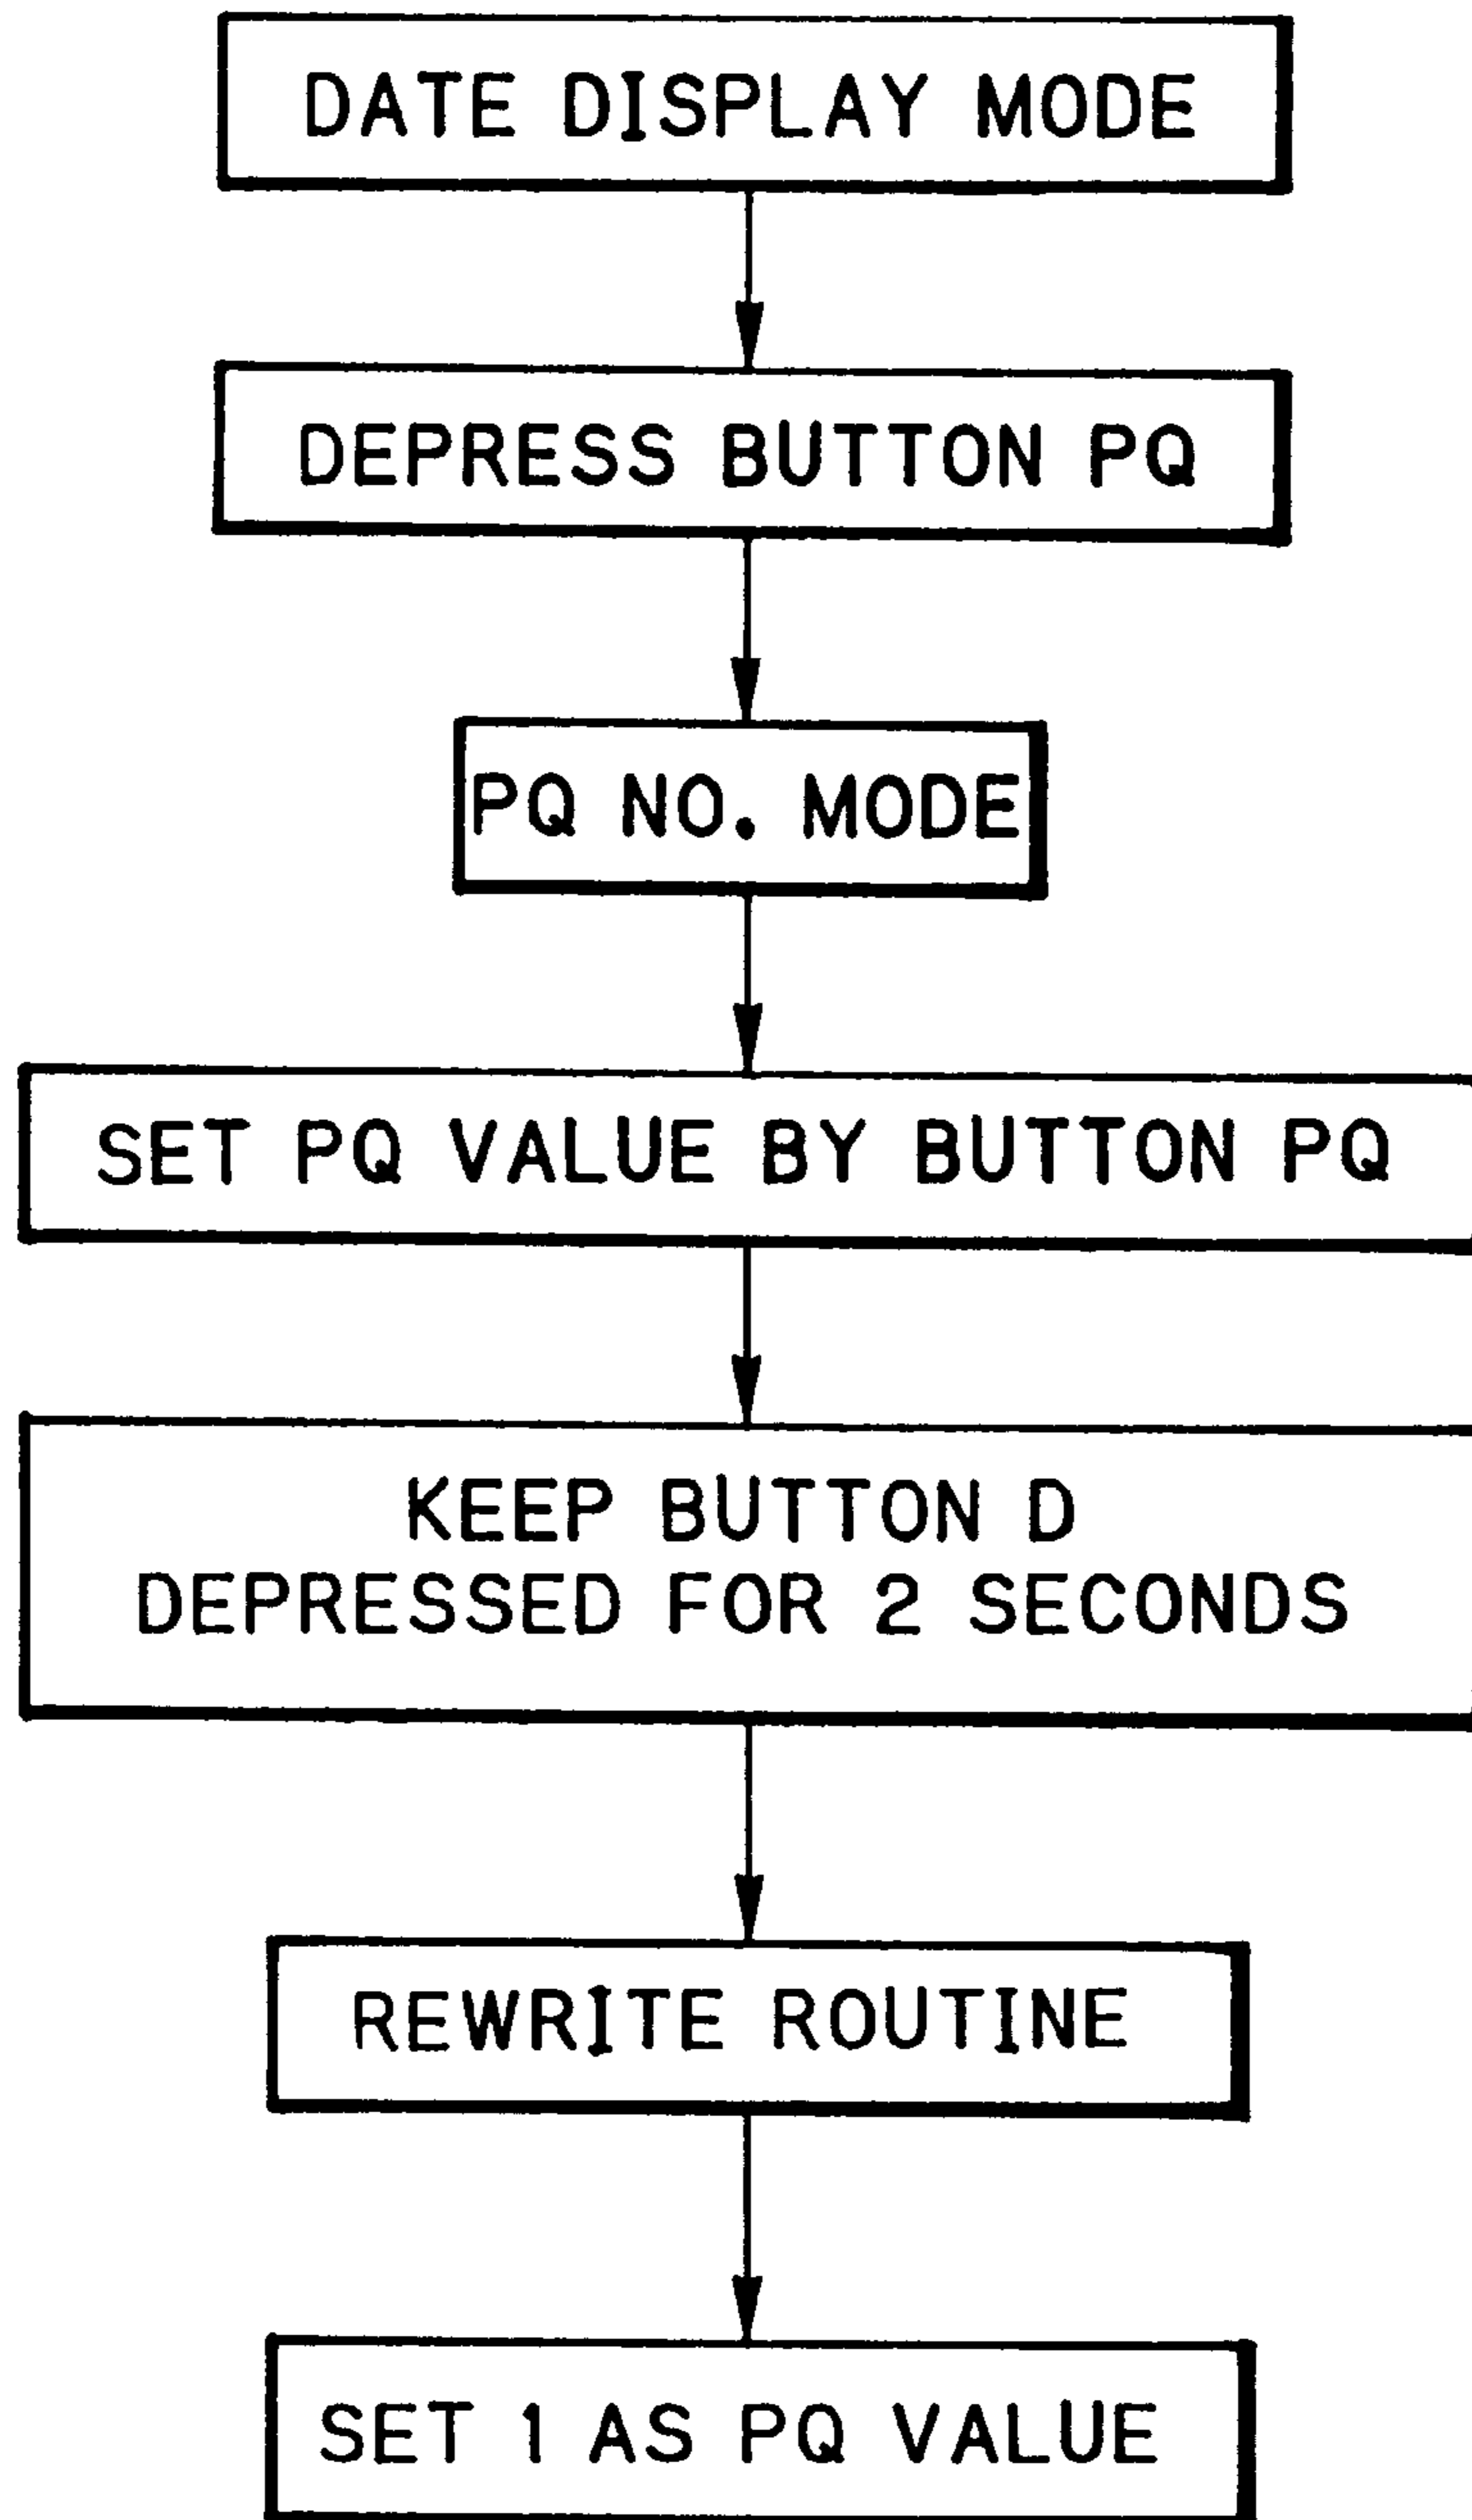 DATE DISPLAY MODE
DEPRESS BUTTON PQ
PQ NO. MODE
SET PQ VALUE BY BUTTON PQ
KEEP BUTTON D
DEPRESSED FOR 2 SECONDS
REWRITE ROUTINE
SET 1 AS PQ VALUE